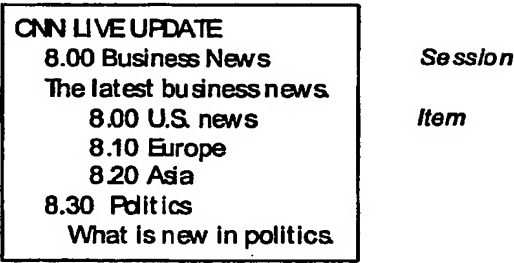 CNN LIVE UPDATE
8.00 Business News Session
The latest business news.
8.00 U.S. news Item
8.10 Europe
8.20 Asia
8.30 Politics
What is new in politics.